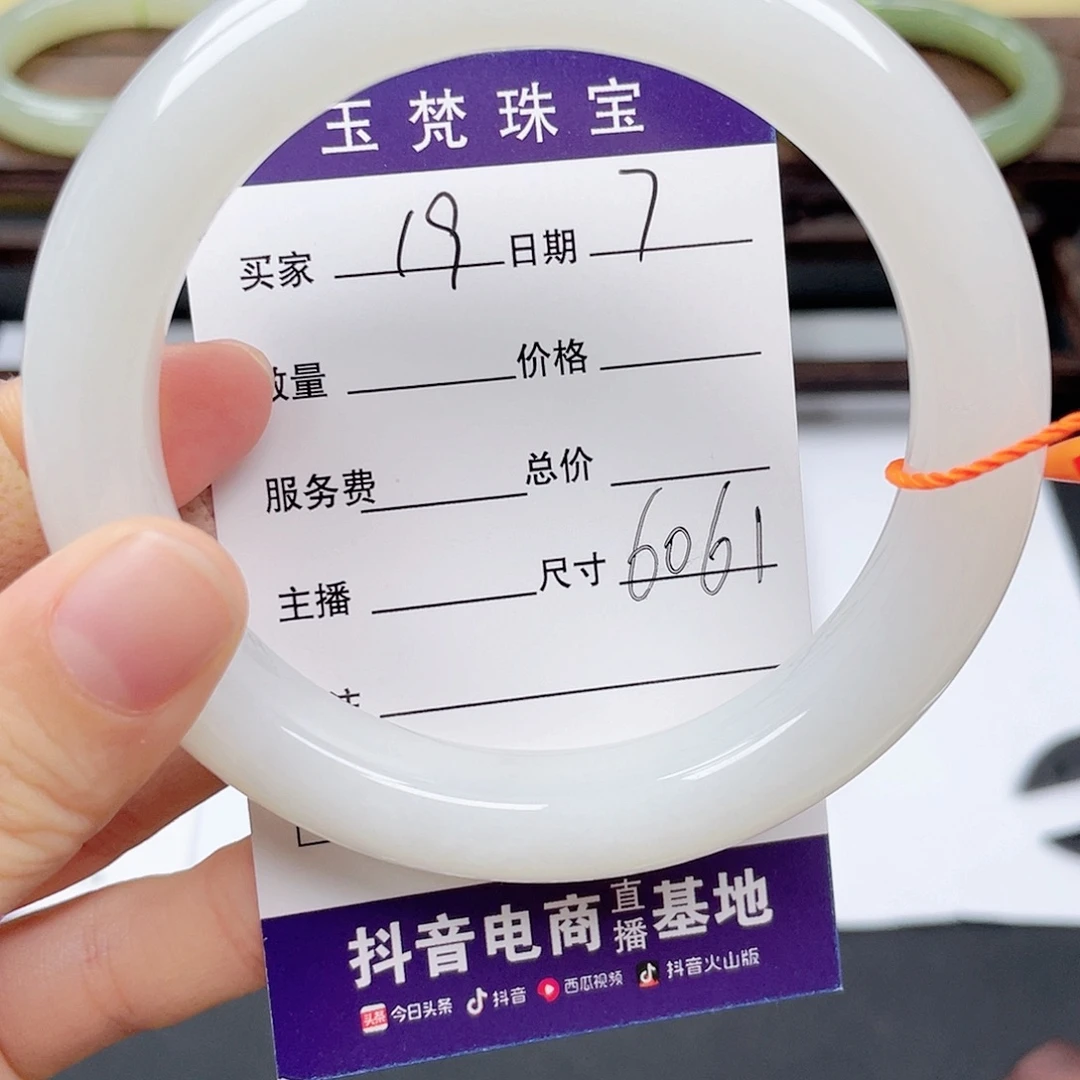 玉梵珠宝
买家 19 日期 7
数量 价格
服务费 总价
主播 尺寸 6061
抖音电商直播基地
今日头条 抖音 西瓜视频 抖音火山版